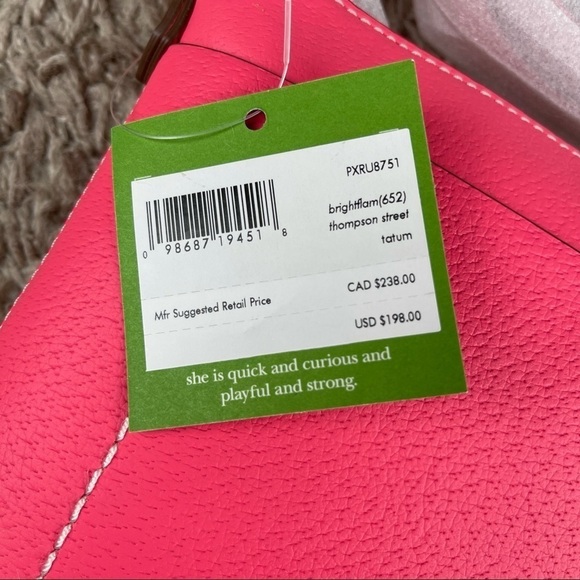 PXRU8751
brightflam(652)
thompson street
tatum
0 98687 19451 8
Mfr Suggested Retail Price
CAD $238.00
USD $198.00
she is quick and curious and
playful and strong.